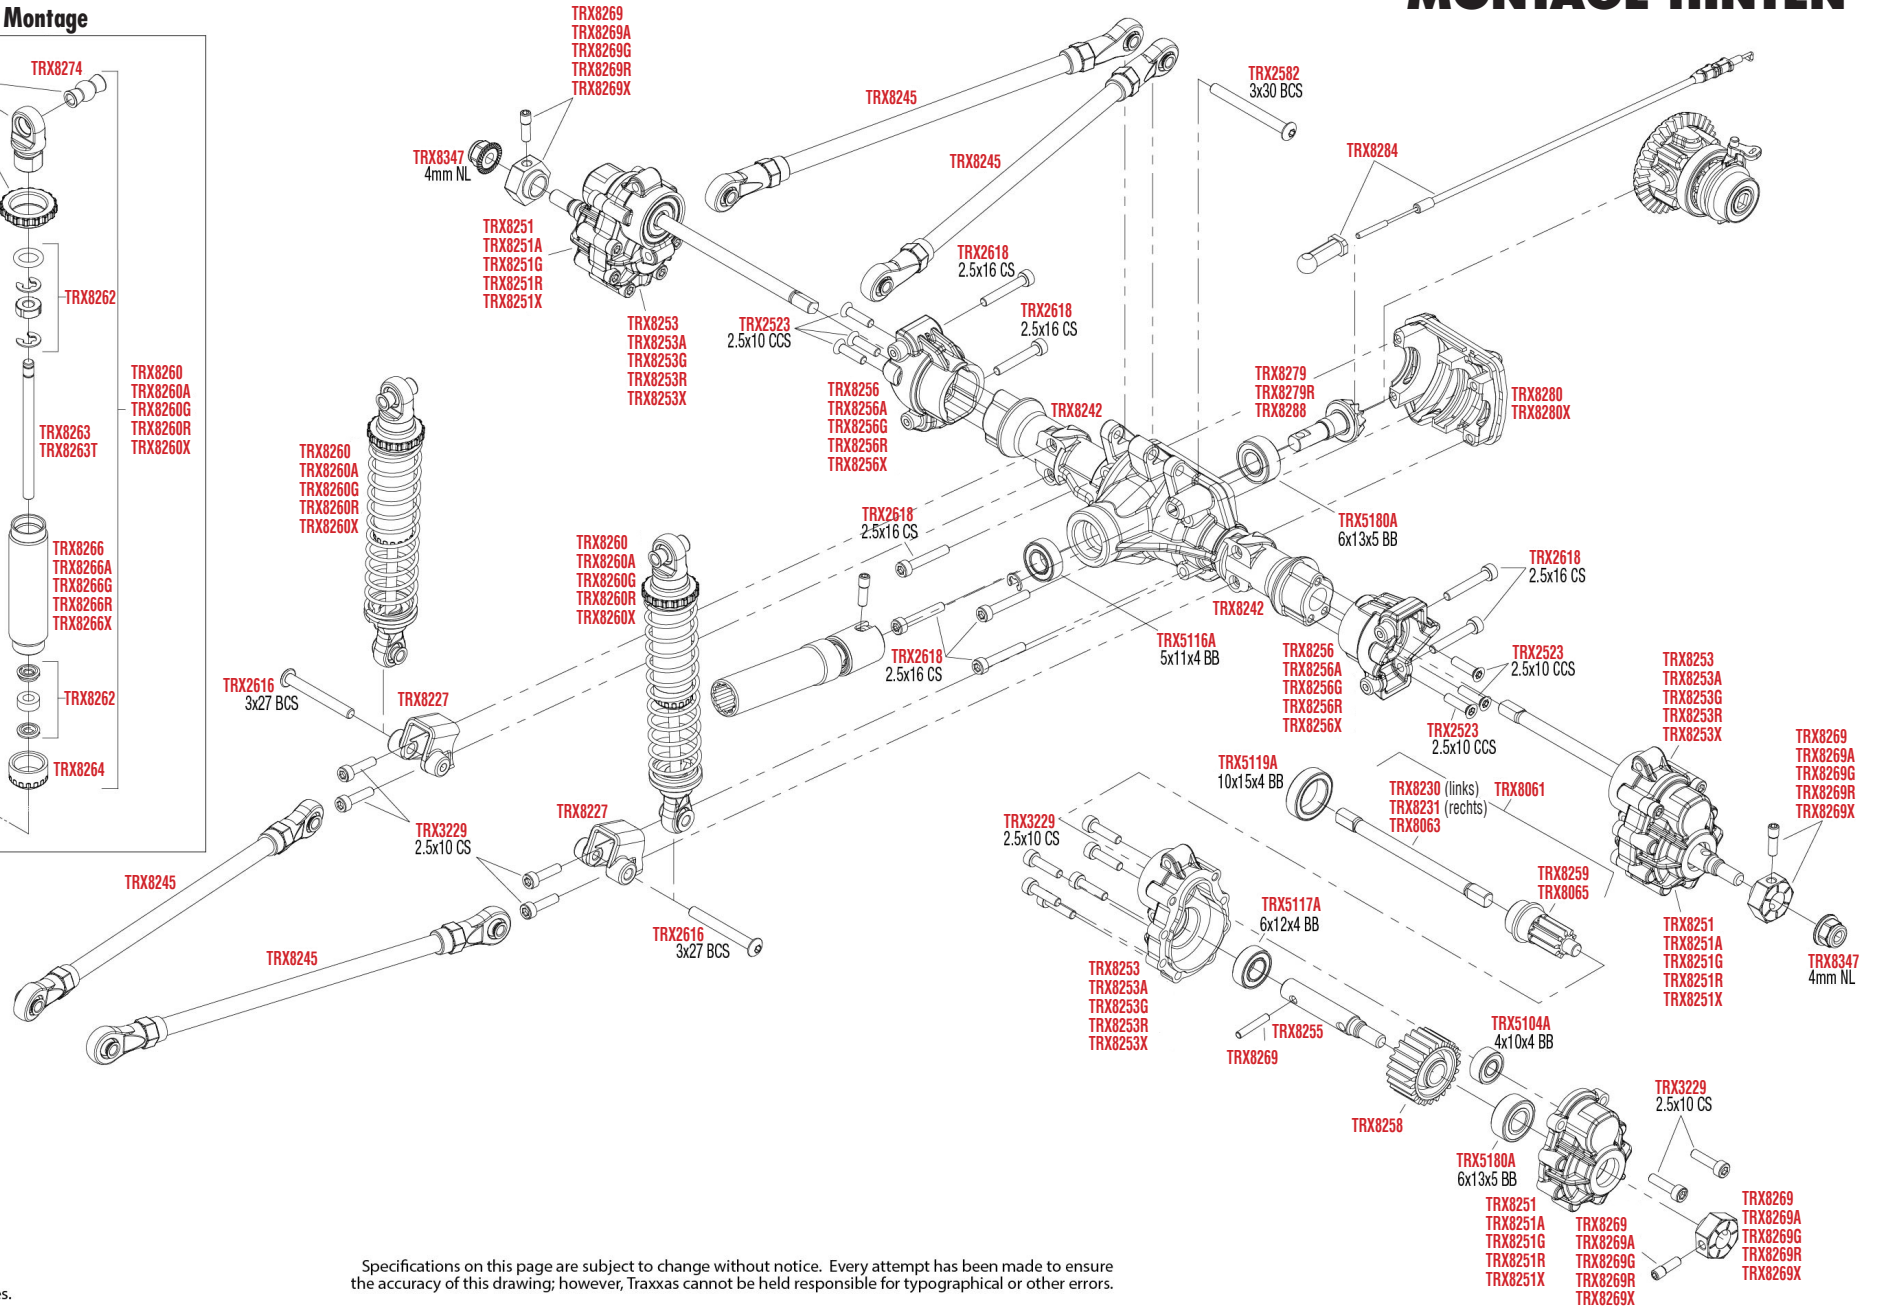 Montage
MONTAGE HINTEN
TRX8274
TRX8262
TRX8263
TRX8263T
TRX8260
TRX8260A
TRX8260G
TRX8260R
TRX8260X
TRX8266
TRX8266A
TRX8266G
TRX8266R
TRX8266X
TRX8262
TRX8264
TRX8269
TRX8269A
TRX8269G
TRX8269R
TRX8269X
TRX8347
4mm NL
TRX8251
TRX8251A
TRX8251G
TRX8251R
TRX8251X
TRX8253
TRX8253A
TRX8253G
TRX8253R
TRX8253X
TRX8245
TRX8245
TRX2582
3x30 BCS
TRX8284
TRX2618
2.5x16 CS
TRX2618
2.5x16 CS
TRX2523
2.5x10 CCS
TRX8256
TRX8256A
TRX8256G
TRX8256R
TRX8256X
TRX8242
TRX8279
TRX8279R
TRX8288
TRX8280
TRX8280X
TRX8260
TRX8260A
TRX8260G
TRX8260R
TRX8260X
TRX8260
TRX8260A
TRX8260G
TRX8260R
TRX8260X
TRX2618
2.5x16 CS
TRX5180A
6x13x5 BB
TRX2618
2.5x16 CS
TRX8242
TRX5116A
5x11x4 BB
TRX2618
2.5x16 CS
TRX8256
TRX8256A
TRX8256G
TRX8256R
TRX8256X
TRX2523
2.5x10 CCS
TRX2523
2.5x10 CCS
TRX8253
TRX8253A
TRX8253G
TRX8253R
TRX8253X
TRX8269
TRX8269A
TRX8269G
TRX8269R
TRX8269X
TRX2616
3x27 BCS
TRX8227
TRX8227
TRX3229
2.5x10 CS
TRX8245
TRX8245
TRX2616
3x27 BCS
TRX5119A
10x15x4 BB
TRX8230 (links)
TRX8231 (rechts)
TRX8063
TRX8061
TRX3229
2.5x10 CS
TRX8259
TRX8065
TRX5117A
6x12x4 BB
TRX8251
TRX8251A
TRX8251G
TRX8251R
TRX8251X
TRX8347
4mm NL
TRX8253
TRX8253A
TRX8253G
TRX8253R
TRX8253X
TRX8255
TRX8269
TRX5104A
4x10x4 BB
TRX8258
TRX3229
2.5x10 CS
TRX5180A
6x13x5 BB
TRX8251
TRX8251A
TRX8251G
TRX8251R
TRX8251X
TRX8269
TRX8269A
TRX8269G
TRX8269R
TRX8269X
TRX8269
TRX8269A
TRX8269G
TRX8269R
TRX8269X
Specifications on this page are subject to change without notice. Every attempt has been made to ensure
the accuracy of this drawing; however, Traxxas cannot be held responsible for typographical or other errors.